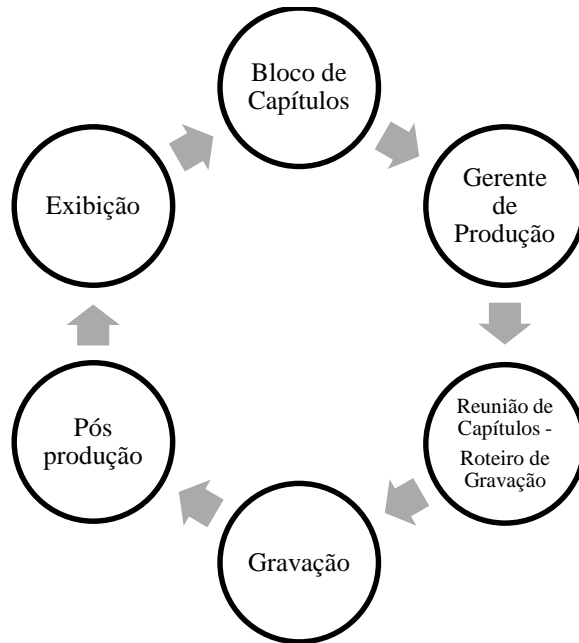 Bloco de
Capítulos
Gerente
de
Produção
Reunião de
Capítulos -
Roteiro de
Gravação
Gravação
Pós
produção
Exibição